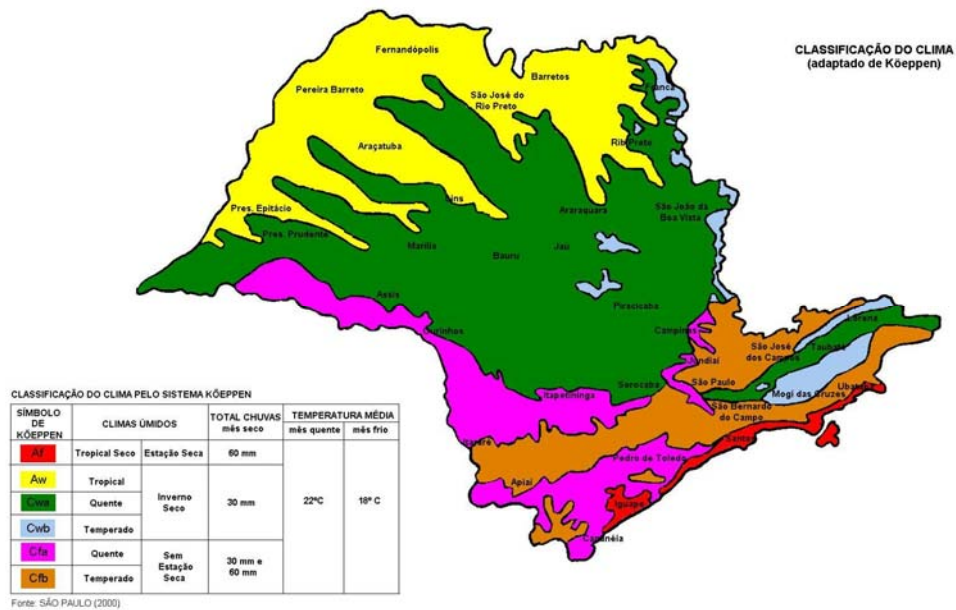 CLASSIFICAÇÃO DO CLIMA
(adaptado de Köeppen)
Fernandópolis
Barretos
Pereira Barreto
São José do
Rio Preto
Franca
Araçatuba
Rib Preto
Pres. Epitácio
Lins
Araraquara
São João da
Boa Vista
Pres. Prudente
Marília
Bauru
Jaú
Assis
Piracicaba
Ourinhos
Campinas
Lorena
São José
dos Campos
Taubaté
Jundiaí
São Paulo
Sorocaba
Itapetininga
Mogi das Cruzes
Ubatuba
São Bernardo
do Campo
Itararé
Santos
Pedro de Toledo
Apiaí
Iguape
Cananéia
CLASSIFICAÇÃO DO CLIMA PELO SISTEMA KÖEPPEN
SÍMBOLO DE KÖEPPEN CLIMAS ÚMIDOS TOTAL CHUVAS mês seco TEMPERATURA MÉDIA
mês quente mês frio
Af Tropical Seco Estação Seca 60 mm
Aw Tropical
Cwa Quente Inverno Seco 30 mm 22ºC 18º C
Cwb Temperado
Cfa Quente Sem Estação Seca 30 mm e 60 mm
Cfb Temperado
Fonte: SÃO PAULO (2000)